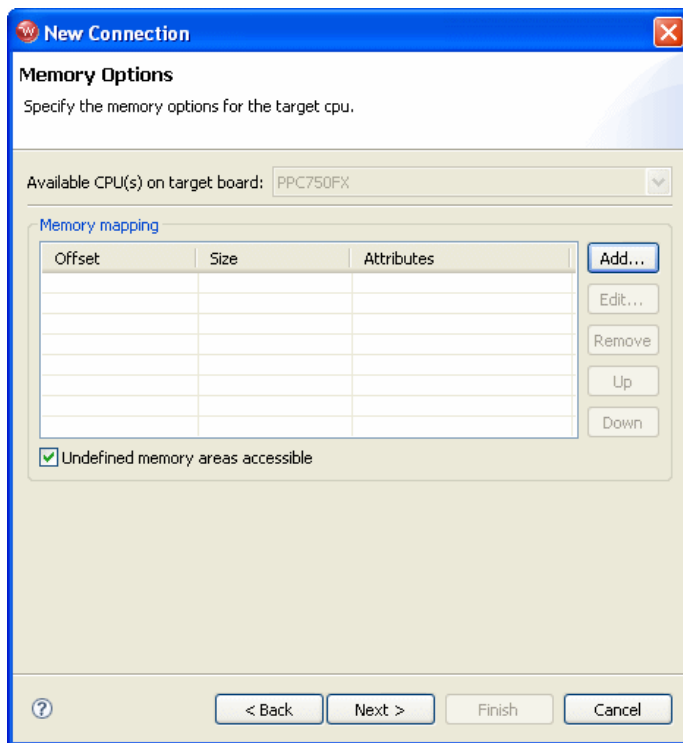 New Connection
Memory Options
Specify the memory options for the target cpu.
Available CPU(s) on target board: PPC750FX
Memory mapping
Offset Size Attributes
Add...
Edit...
Remove
Up
Down
Undefined memory areas accessible
? < Back Next > Finish Cancel